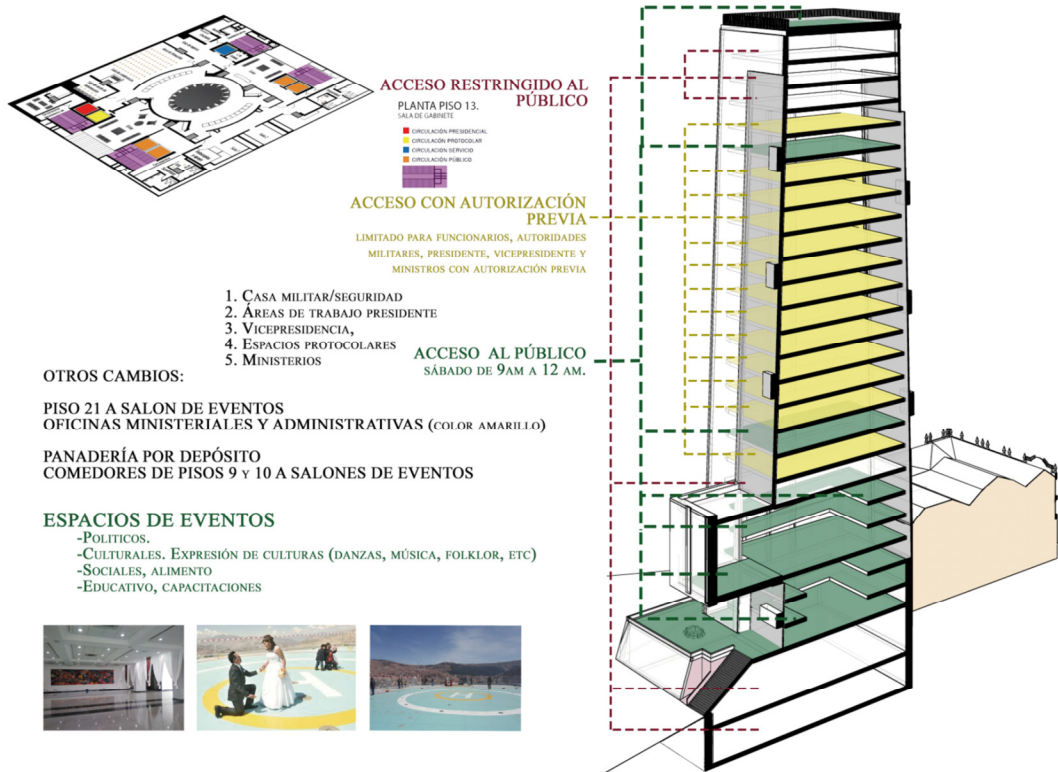 ACCESO RESTRINGIDO AL
PÚBLICO
PLANTA PISO 13.
SALA DE GABINETE
CIRCULACIÓN PRESIDENCIAL
CIRCULACIÓN PROTOCOLAR
CIRCULACION SERVICIO
CIRCULACIÓN PÚBLICO
ACCESO CON AUTORIZACIÓN
PREVIA
LIMITADO PARA FUNCIONARIOS, AUTORIDADES
MILITARES, PRESIDENTE, VICEPRESIDENTE Y
MINISTROS CON AUTORIZACIÓN PREVIA
1. CASA MILITAR/SEGURIDAD
2. ÁREAS DE TRABAJO PRESIDENTE
3. VICEPRESIDENCIA,
4. ESPACIOS PROTOCOLARES
5. MINISTERIOS
ACCESO AL PÚBLICO
SÁBADO DE 9AM A 12 AM.
OTROS CAMBIOS:
PISO 21 A SALON DE EVENTOS
OFICINAS MINISTERIALES Y ADMINISTRATIVAS (COLOR AMARILLO)
PANADERÍA POR DEPÓSITO
COMEDORES DE PISOS 9 Y 10 A SALONES DE EVENTOS
ESPACIOS DE EVENTOS
-POLITICOS.
-CULTURALES. EXPRESIÓN DE CULTURAS (DANZAS, MÚSICA, FOLKLOR, ETC)
-SOCIALES, ALIMENTO
-EDUCATIVO, CAPACITACIONES
H